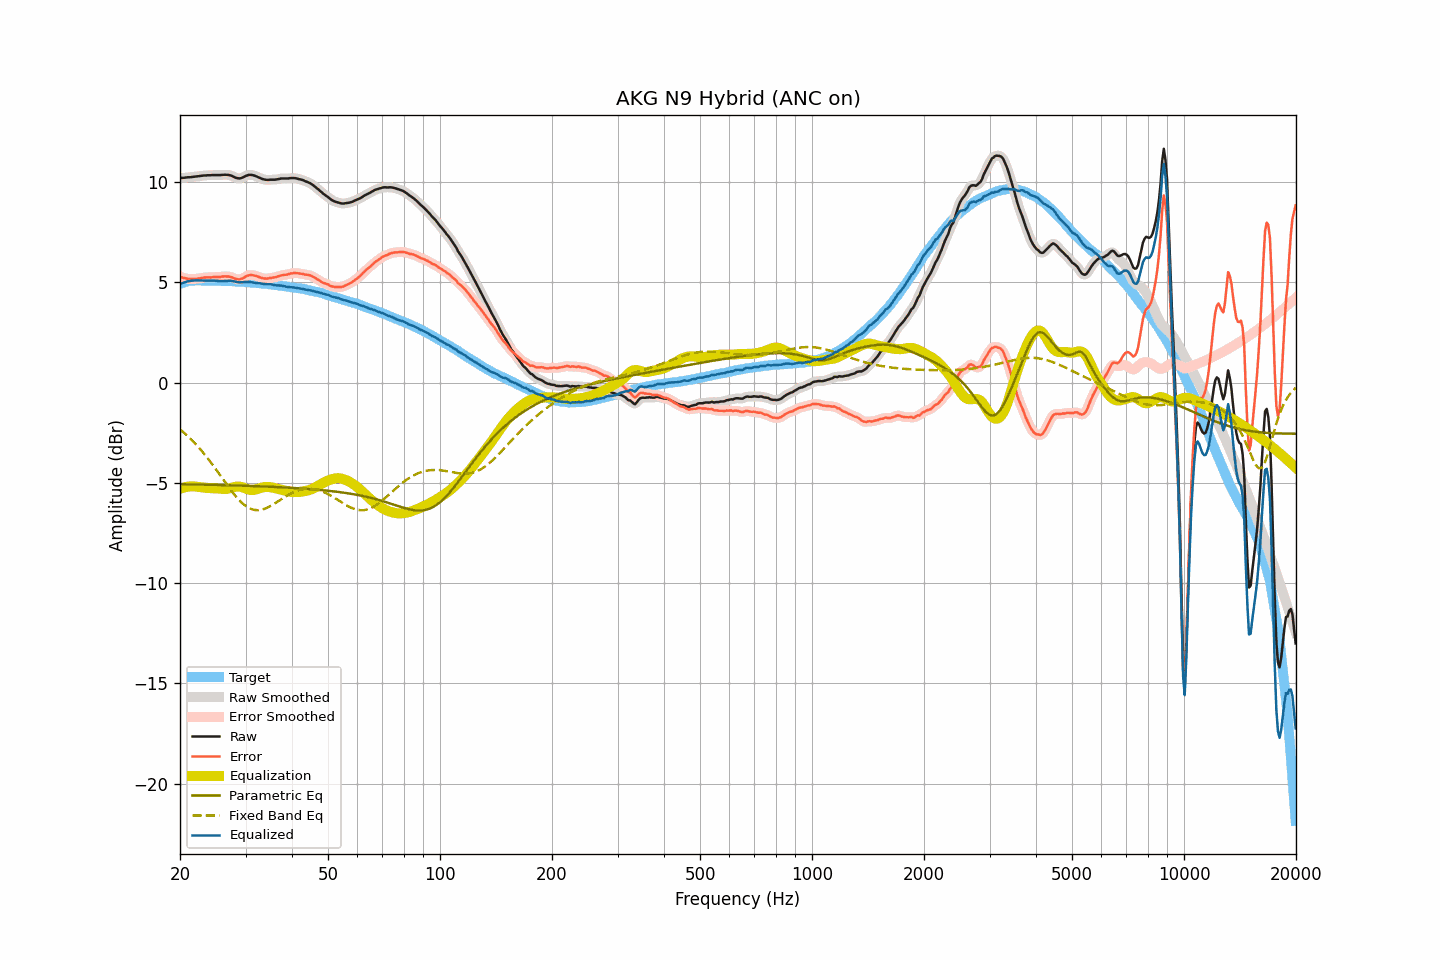 AKG N9 Hybrid (ANC on)
Amplitude (dBr)
10
5
0
−5
−10
−15
−20
Target
Raw Smoothed
Error Smoothed
Raw
Error
Equalization
Parametric Eq
Fixed Band Eq
Equalized
20 50 100 200 500 1000 2000 5000 10000 20000
Frequency (Hz)